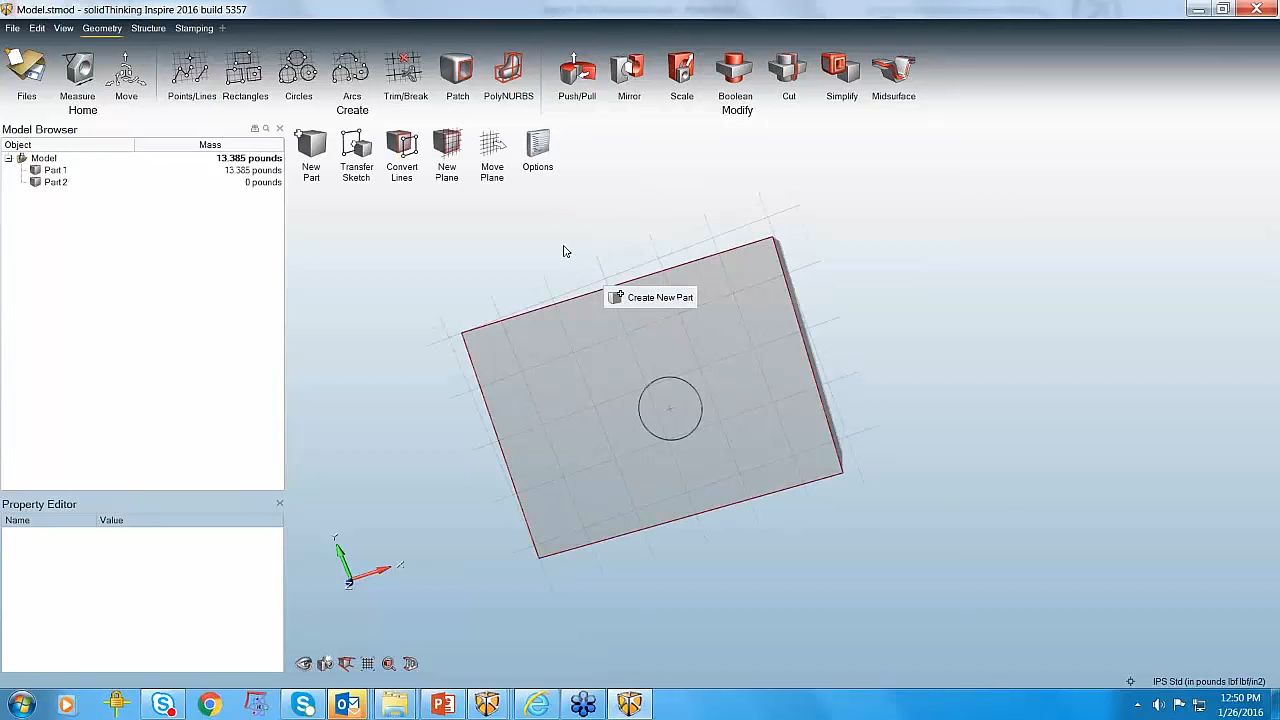 Model.stmod - solidThinking Inspire 2016 build 5357
File Edit View Geometry Structure Stamping +
Files Measure Move Points/Lines Rectangles Circles Arcs Trim/Break Patch PolyNURBS Push/Pull Mirror Scale Boolean Cut Simplify Midsurface
Home Create Modify
Model Browser
Object Mass
Model 13.385 pounds
Part 1 13.385 pounds
Part 2 0 pounds
New Part
Transfer Sketch
Convert Lines
New Plane
Move Plane
Options
Create New Part
Property Editor
Name Value
Y
X
Z
IPS Std (in pounds lbf lbf/in2)
12:50 PM
1/26/2016